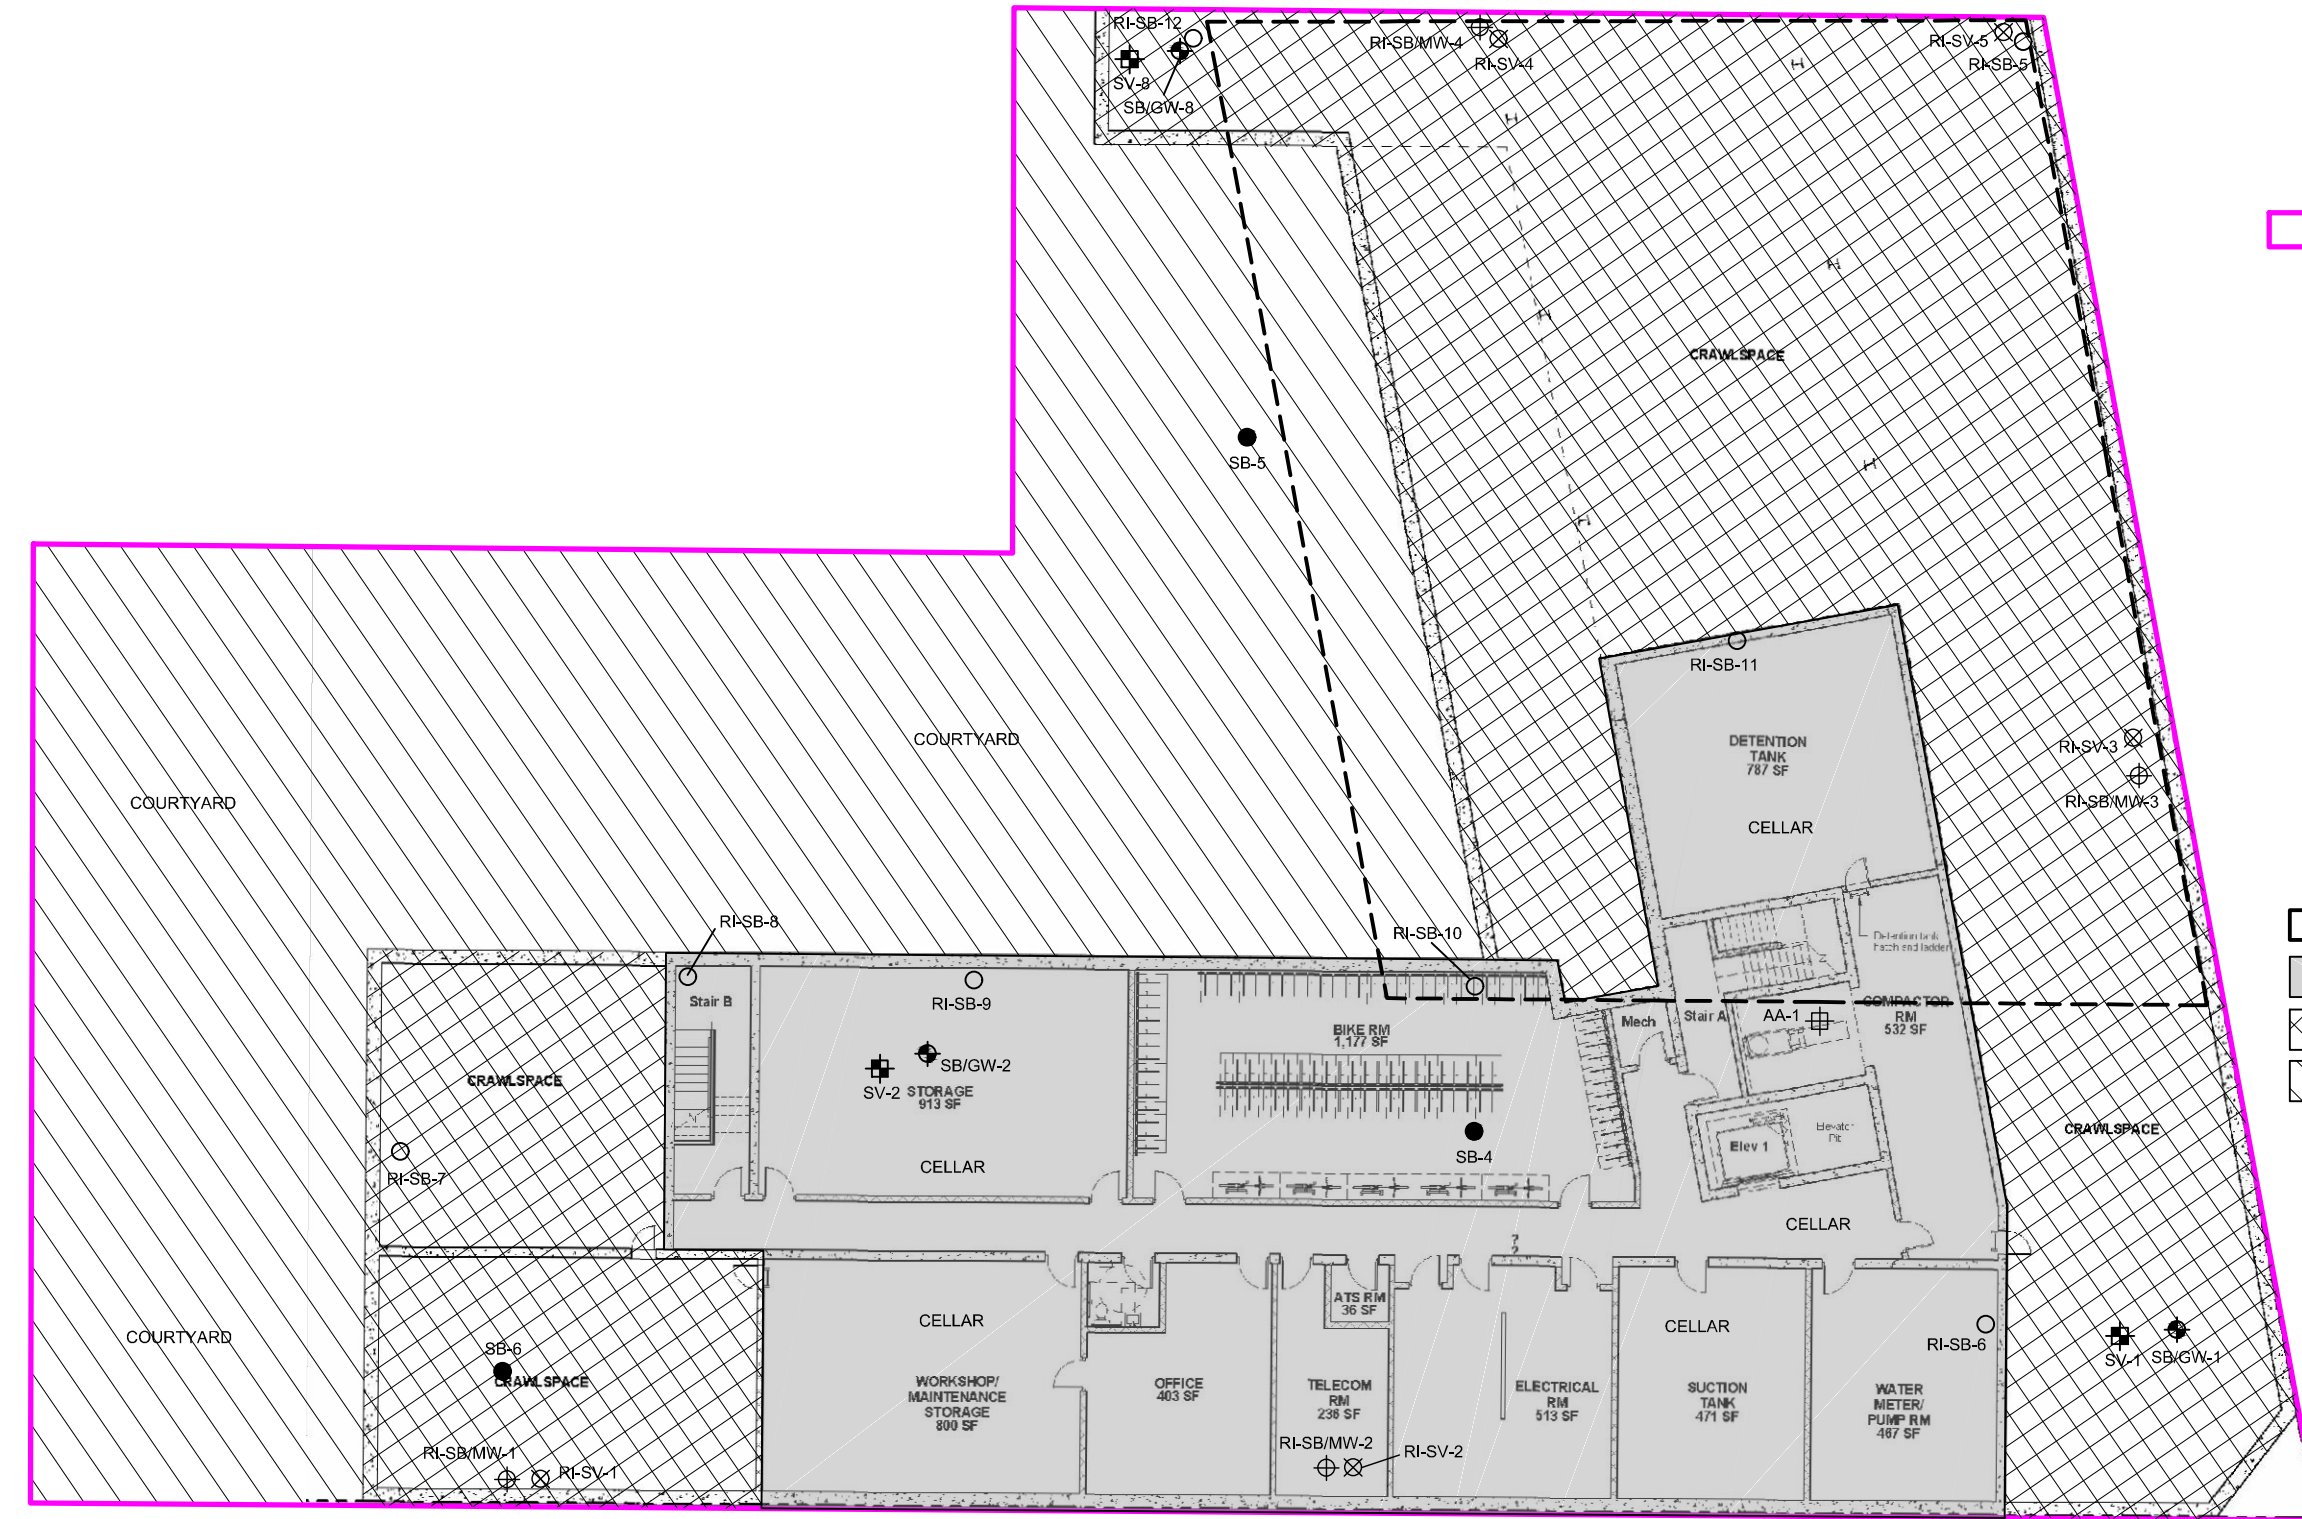 RI-SB-12
RI-SB/MW-4
RI-SV-4
RI-SV-5
RI-SB-5
SV-8
SB/GW-8
CRAWLSPACE
SB-5
RI-SB-11
COURTYARD
DETENTION
TANK
787 SF
RI-SV-3
COURTYARD
RI-SB/MW-3
CELLAR
RI-SB-8
RI-SB-10
Detention tank
hatch and ladder
Stair B
RI-SB-9
COMPACTOR
RM
532 SF
Mech
Stair A
AA-1
BIKE RM
1,177 SF
SB/GW-2
CRAWLSPACE
SV-2
STORAGE
913 SF
Elevator
Pit
CRAWLSPACE
Elev 1
SB-4
CELLAR
RI-SB-7
CELLAR
?
?
ATS RM
36 SF
CELLAR
CELLAR
COURTYARD
SB-6
CRAWLSPACE
RI-SB-6
SV-1
SB/GW-1
WORKSHOP/
MAINTENANCE
STORAGE
800 SF
OFFICE
403 SF
TELECOM
RM
236 SF
ELECTRICAL
RM
513 SF
SUCTION
TANK
471 SF
WATER
METER/
PUMP RM
467 SF
RI-SB/MW-1
RI-SV-1
RI-SB/MW-2
RI-SV-2